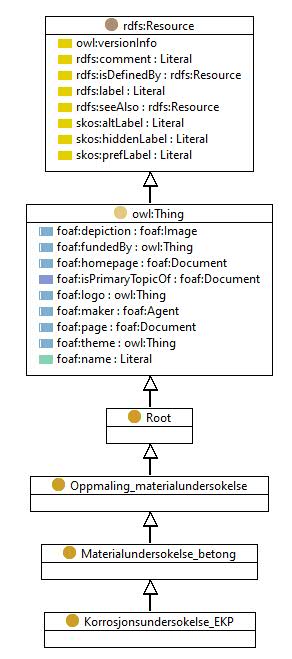 rdfs:Resource
owl:versionInfo
rdfs:comment : Literal
rdfs:isDefinedBy : rdfs:Resource
rdfs:label : Literal
rdfs:seeAlso : rdfs:Resource
skos:altLabel : Literal
skos:hiddenLabel : Literal
skos:prefLabel : Literal
owl:Thing
foaf:depiction : foaf:Image
foaf:fundedBy : owl:Thing
foaf:homepage : foaf:Document
foaf:isPrimaryTopicOf : foaf:Document
foaf:logo : owl:Thing
foaf:maker : foaf:Agent
foaf:page : foaf:Document
foaf:theme : owl:Thing
foaf:name : Literal
Root
Oppmaling_materialundersokelse
Materialundersokelse_betong
Korrosjonsundersokelse_EKP